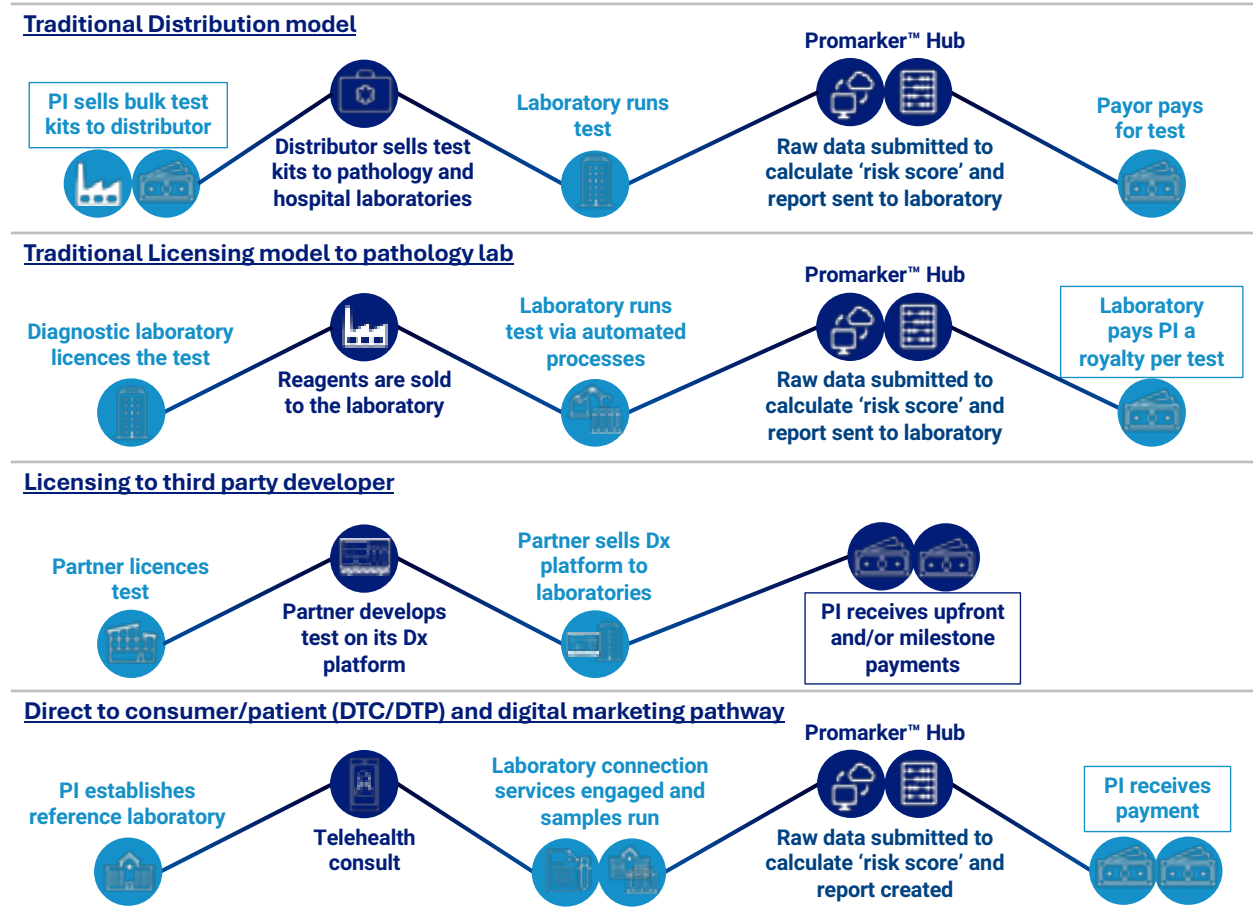 Traditional Distribution model
PI sells bulk test
kits to distributor
Distributor sells test
kits to pathology and
hospital laboratories
Laboratory runs
test
Promarker™ Hub
Raw data submitted to
calculate ‘risk score’ and
report sent to laboratory
Payor pays
for test
Traditional Licensing model to pathology lab
Diagnostic laboratory
licences the test
Reagents are sold
to the laboratory
Laboratory runs
test via automated
processes
Promarker™ Hub
Raw data submitted to
calculate ‘risk score’ and
report sent to laboratory
Laboratory
pays PI a
royalty per test
Licensing to third party developer
Partner licences
test
Partner develops
test on its Dx
platform
Partner sells Dx
platform to
laboratories
PI receives upfront
and/or milestone
payments
Direct to consumer/patient (DTC/DTP) and digital marketing pathway
PI establishes
reference laboratory
Telehealth
consult
Laboratory connection
services engaged and
samples run
Promarker™ Hub
Raw data submitted to
calculate ‘risk score’ and
report created
PI receives
payment